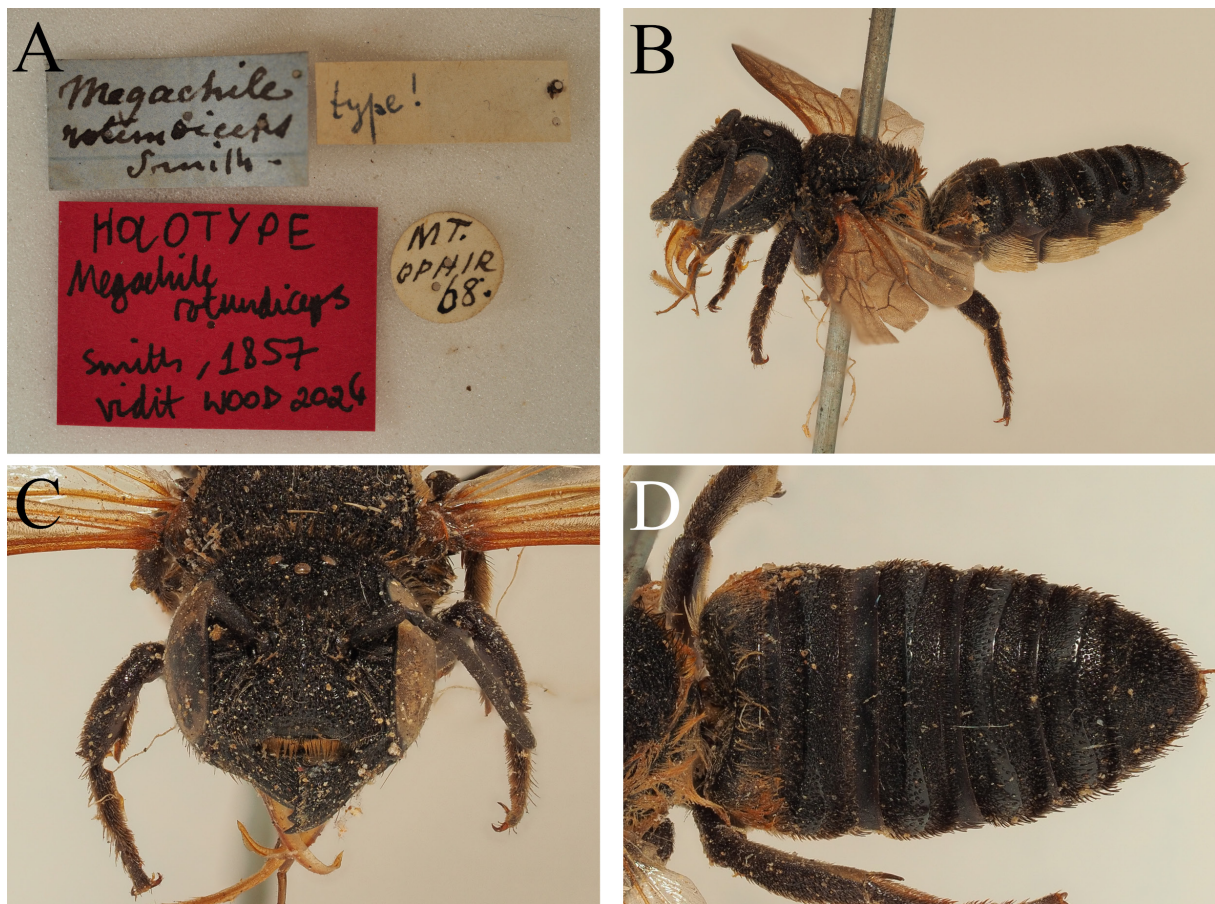 A
Megachile
rotundiceps
Smith.
type!
HOLOTYPE
Megachile
rotundiceps
Smith, 1857
vidit WOOD 2024
MT.
OPHIR
68.
B
C
D